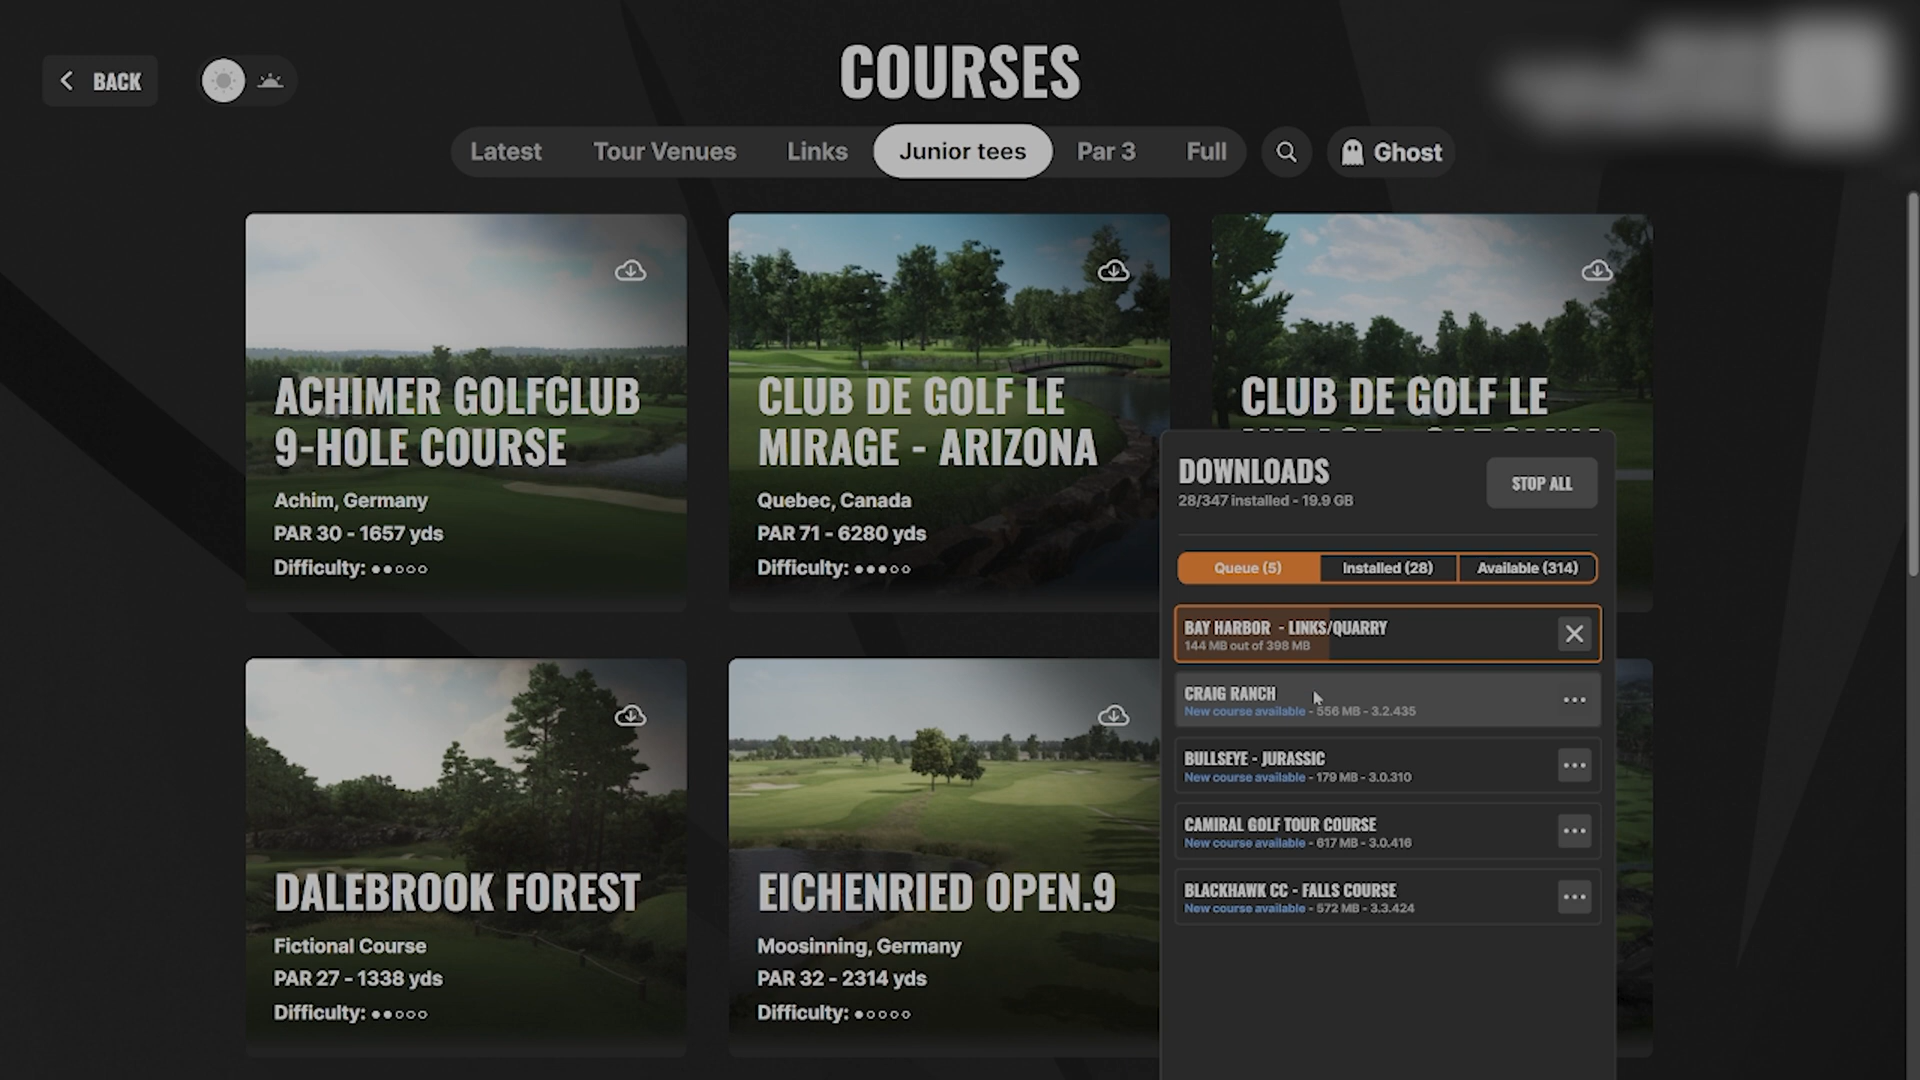 BACK
COURSES
Latest
Tour Venues
Links
Junior tees
Par 3
Full
Ghost
ACHIMER GOLFCLUB
9-HOLE COURSE
Achim, Germany
PAR 30 - 1657 yds
Difficulty:
CLUB DE GOLF LE
MIRAGE - ARIZONA
Quebec, Canada
PAR 71 - 6280 yds
Difficulty:
CLUB DE GOLF LE
DALEBROOK FOREST
Fictional Course
PAR 27 - 1338 yds
Difficulty:
EICHENRIED OPEN.9
Moosinning, Germany
PAR 32 - 2314 yds
Difficulty:
DOWNLOADS
28/347 installed - 19.9 GB
STOP ALL
Queue (5)
Installed (28)
Available (314)
BAY HARBOR - LINKS/QUARRY
144 MB out of 398 MB
CRAIG RANCH
New course available - 556 MB - 3.2.435
BULLSEYE - JURASSIC
New course available - 179 MB - 3.0.310
CAMIRAL GOLF TOUR COURSE
New course available - 617 MB - 3.0.416
BLACKHAWK CC - FALLS COURSE
New course available - 572 MB - 3.3.424